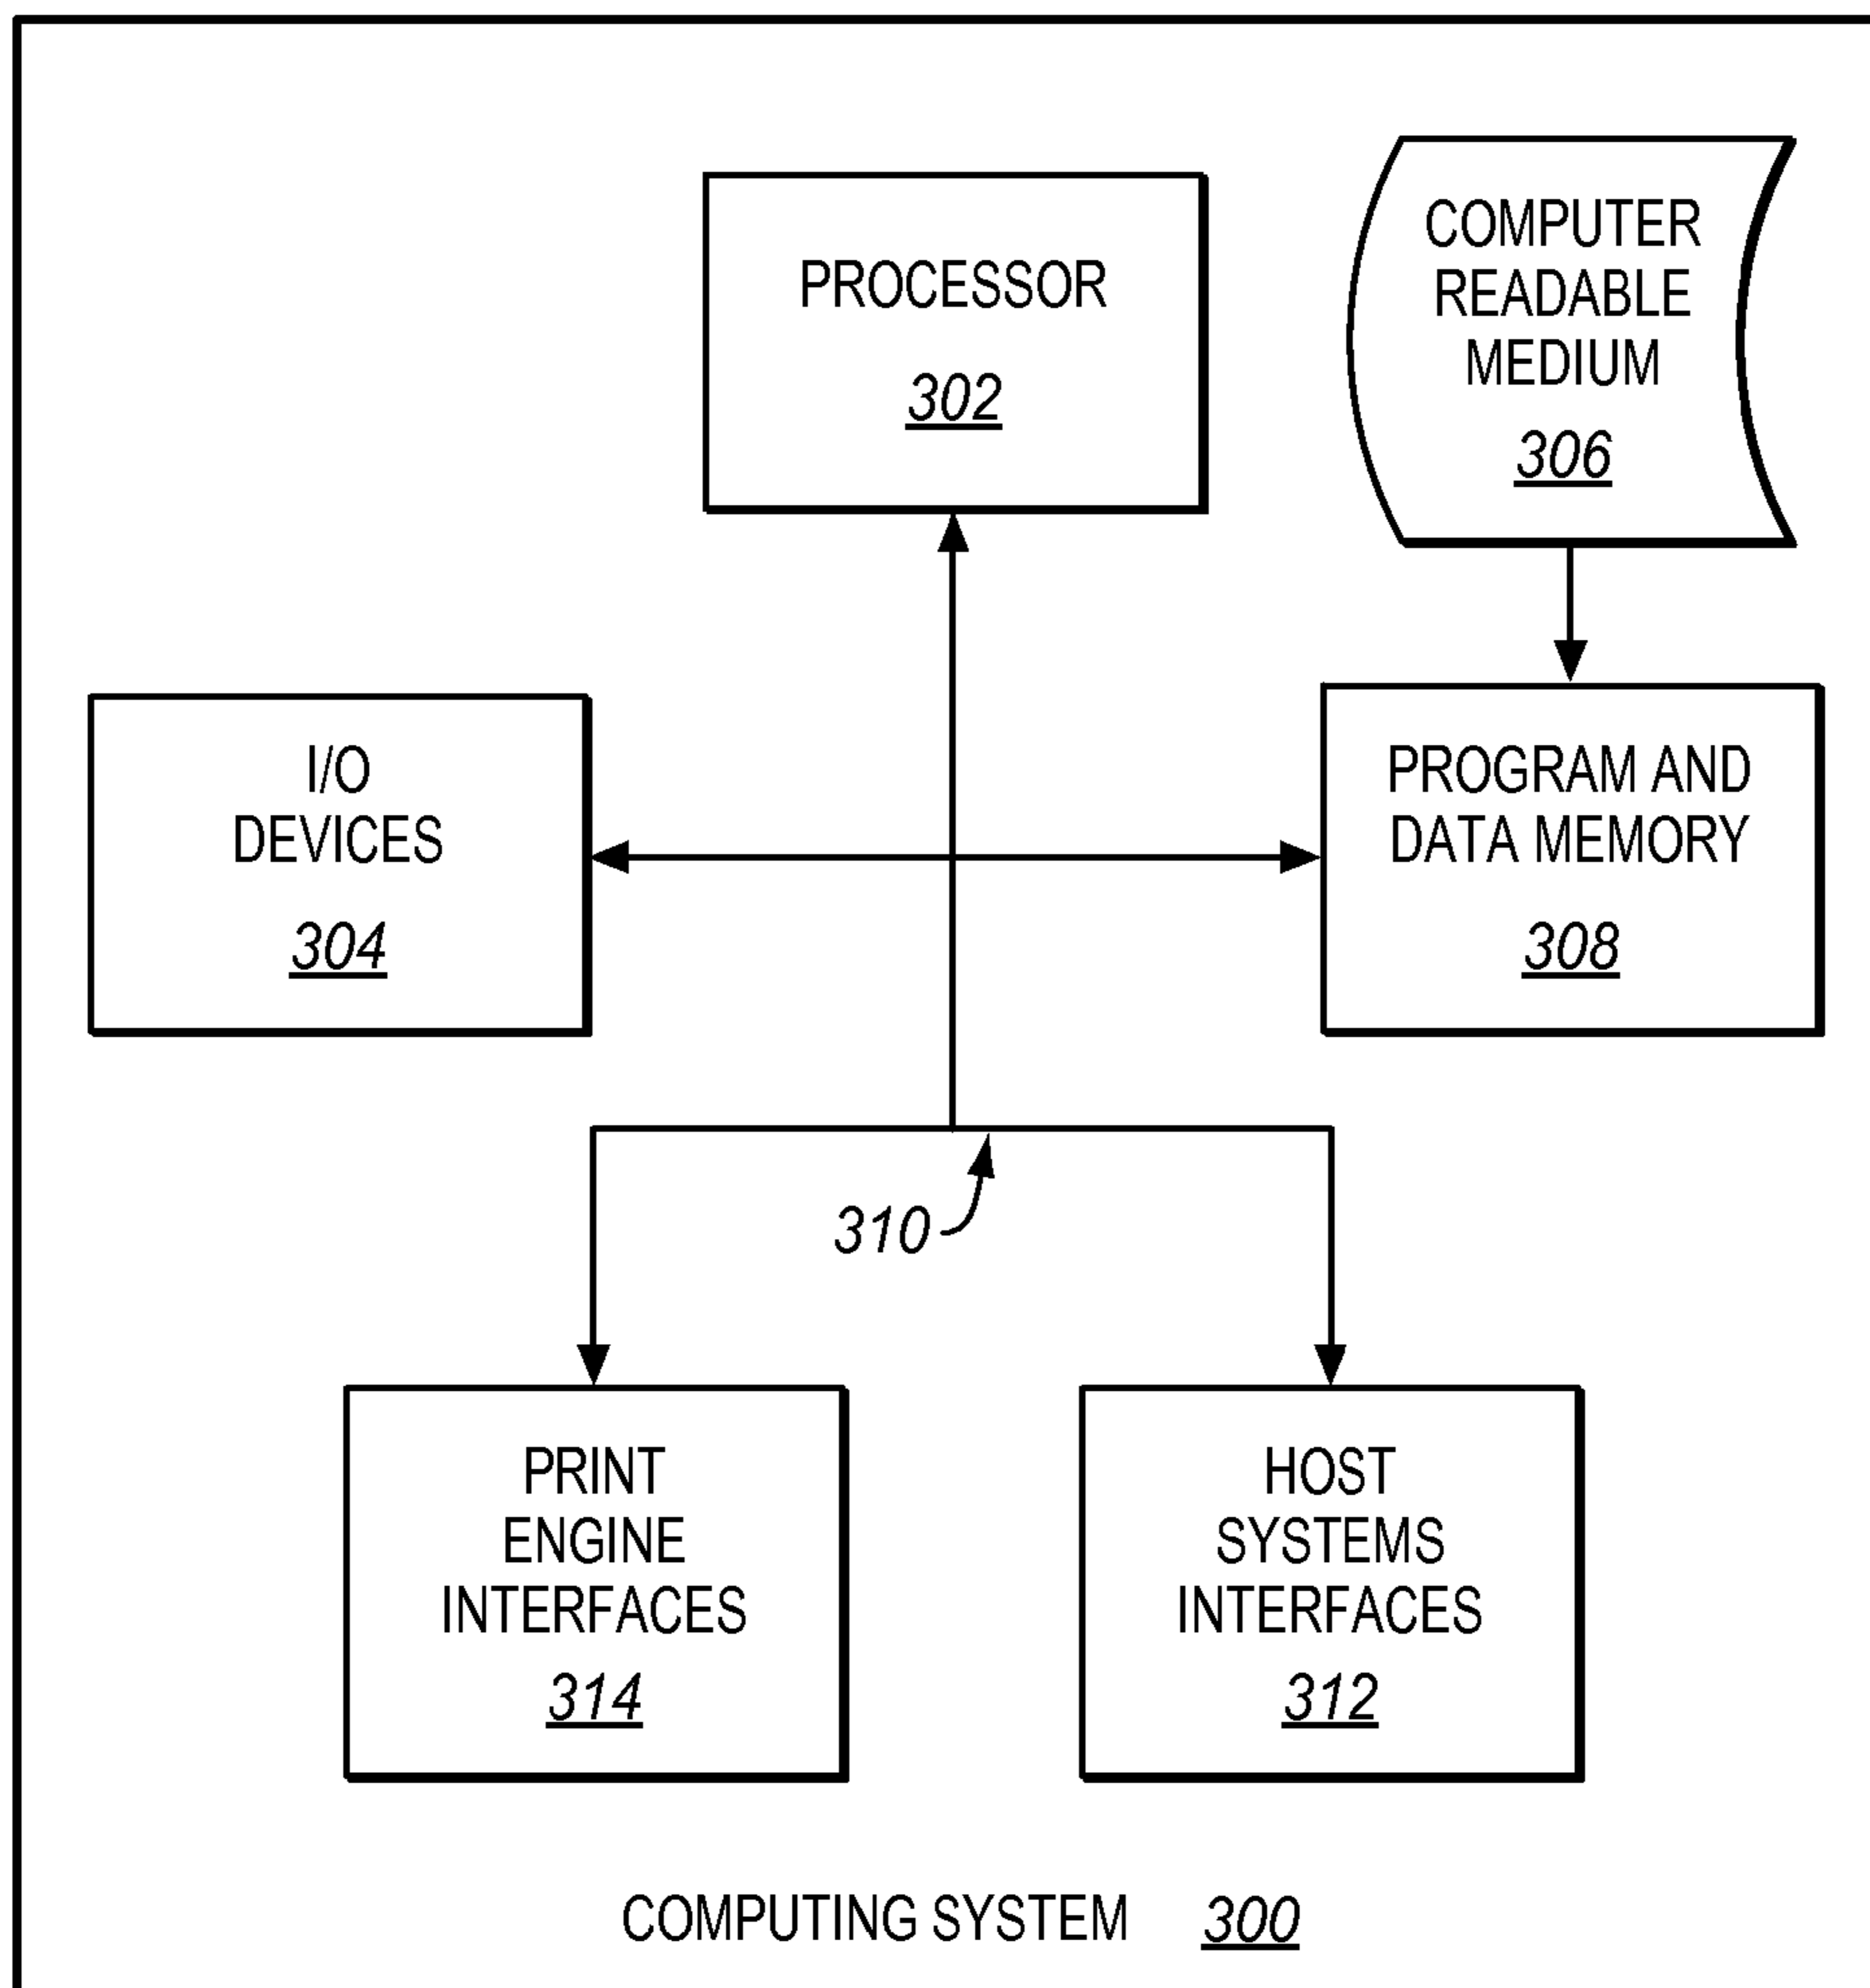 PROCESSOR
302
COMPUTER
READABLE
MEDIUM
306
I/O
DEVICES
304
PROGRAM AND
DATA MEMORY
308
310
PRINT
ENGINE
INTERFACES
314
HOST
SYSTEMS
INTERFACES
312
COMPUTING SYSTEM 300